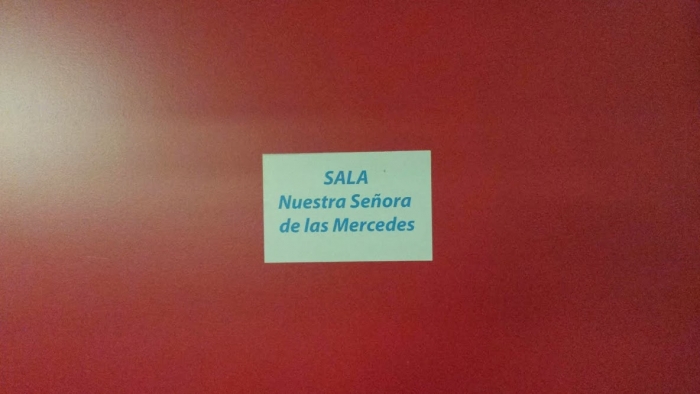 SALA
Nuestra Señora
de las Mercedes